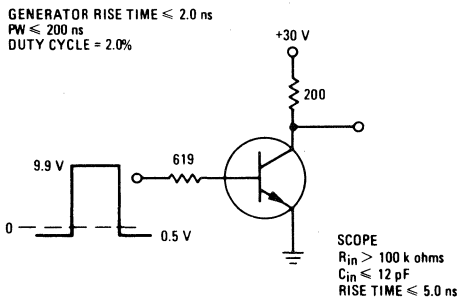 GENERATOR RISE TIME ≤ 2.0 ns
PW ≤ 200 ns
DUTY CYCLE = 2.0%
+30 V
200
9.9 V
619
0
0.5 V
SCOPE
Rin > 100 k ohms
Cin ≤ 12 pF
RISE TIME ≤ 5.0 ns